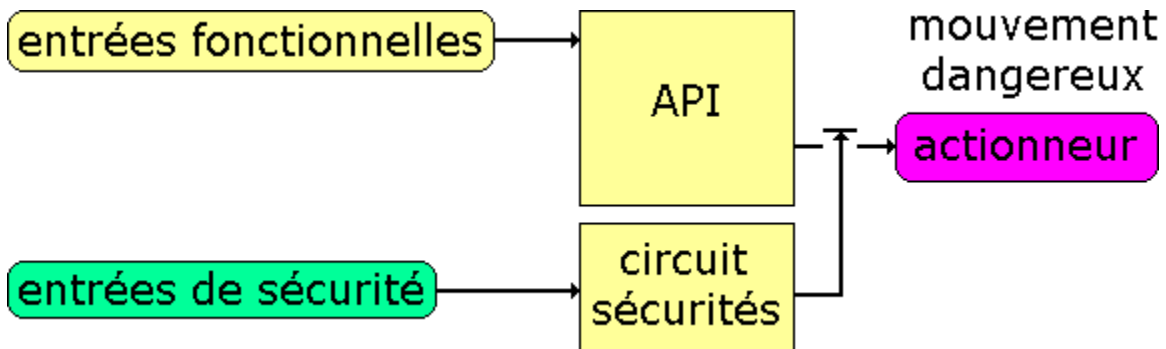 entrées fonctionnelles
API
mouvement
dangereux
actionneur
entrées de sécurité
circuit
sécurités